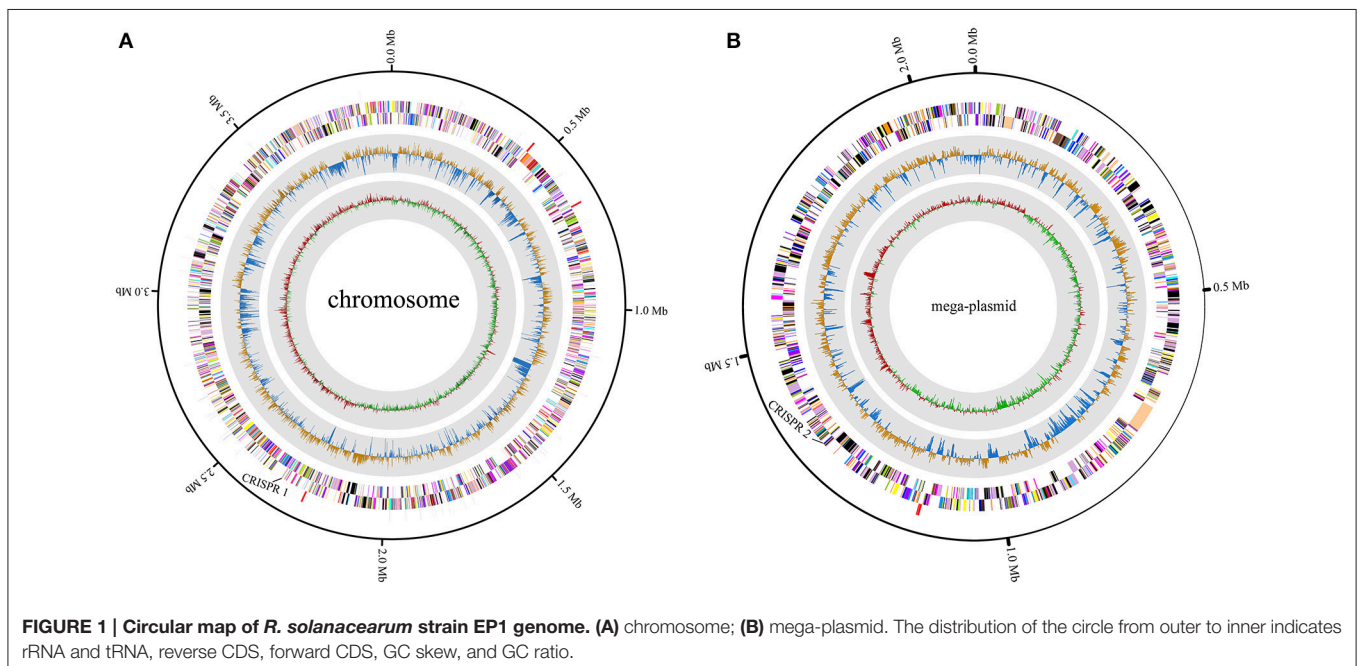 A
0.0 Mb
0.5 Mb
1.0 Mb
1.5 Mb
2.0 Mb
2.5 Mb
3.0 Mb
3.5 Mb
CRISPR 1
chromosome
B
0.0 Mb
0.5 Mb
1.0 Mb
1.5 Mb
2.0 Mb
CRISPR 2
mega-plasmid
FIGURE 1 | Circular map of R. solanacearum strain EP1 genome. (A) chromosome; (B) mega-plasmid. The distribution of the circle from outer to inner indicates
rRNA and tRNA, reverse CDS, forward CDS, GC skew, and GC ratio.